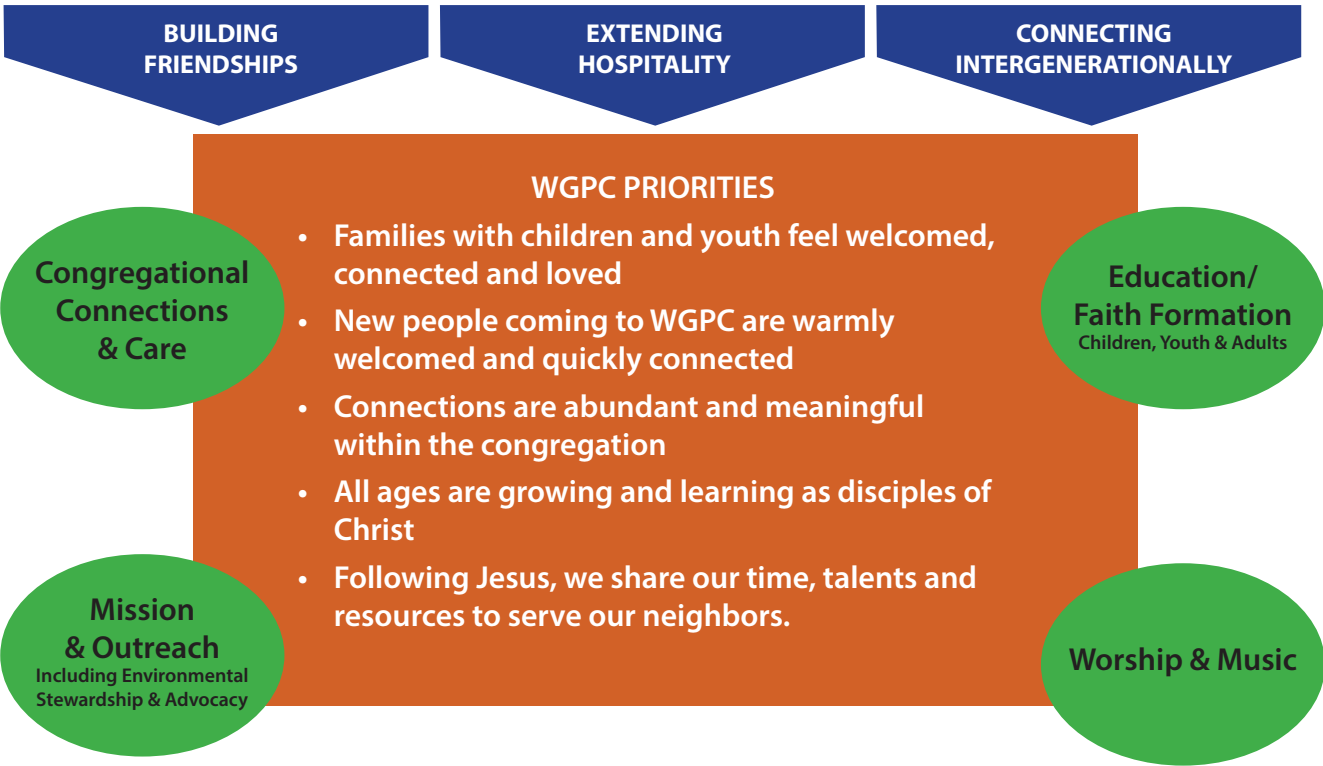 BUILDING
FRIENDSHIPS
EXTENDING
HOSPITALITY
CONNECTING
INTERGENERATIONALLY
WGPC PRIORITIES
• Families with children and youth feel welcomed,
connected and loved
• New people coming to WGPC are warmly
welcomed and quickly connected
• Connections are abundant and meaningful
within the congregation
• All ages are growing and learning as disciples of
Christ
• Following Jesus, we share our time, talents and
resources to serve our neighbors.
Congregational
Connections
& Care
Education/
Faith Formation
Children, Youth & Adults
Mission
& Outreach
Including Environmental
Stewardship & Advocacy
Worship & Music